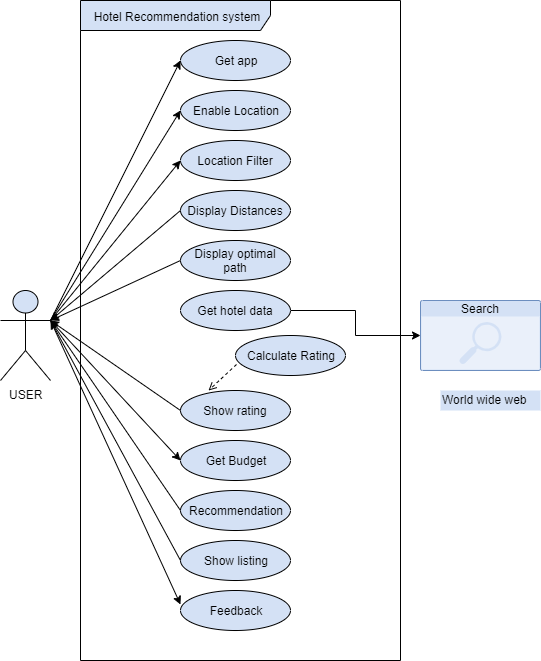 Hotel Recommendation system
Get app
Enable Location
Location Filter
Display Distances
Display optimal
path
Get hotel data
Search
Calculate Rating
USER
World wide web
Show rating
Get Budget
Recommendation
Show listing
Feedback